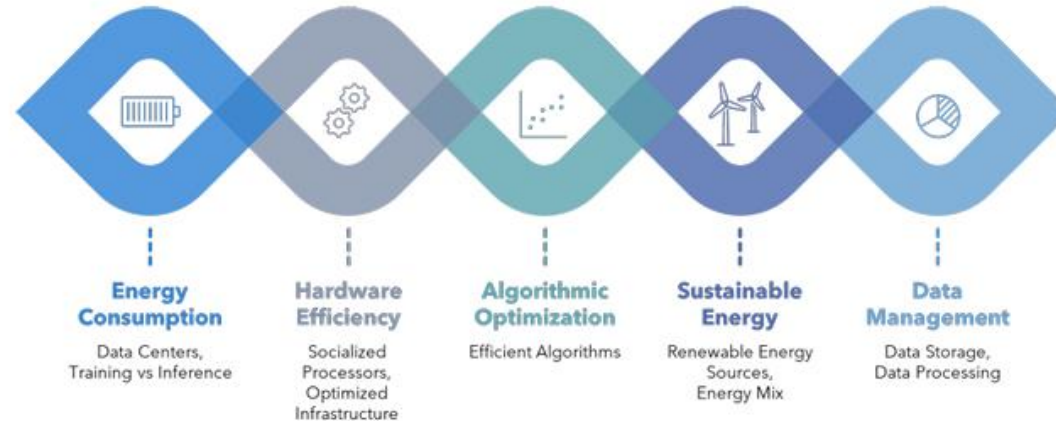 Energy
Consumption
Data Centers,
Training vs Inference
Hardware
Efficiency
Socialized
Processors,
Optimized
Infrastructure
Algorithmic
Optimization
Efficient Algorithms
Sustainable
Energy
Renewable Energy
Sources,
Energy Mix
Data
Management
Data Storage,
Data Processing